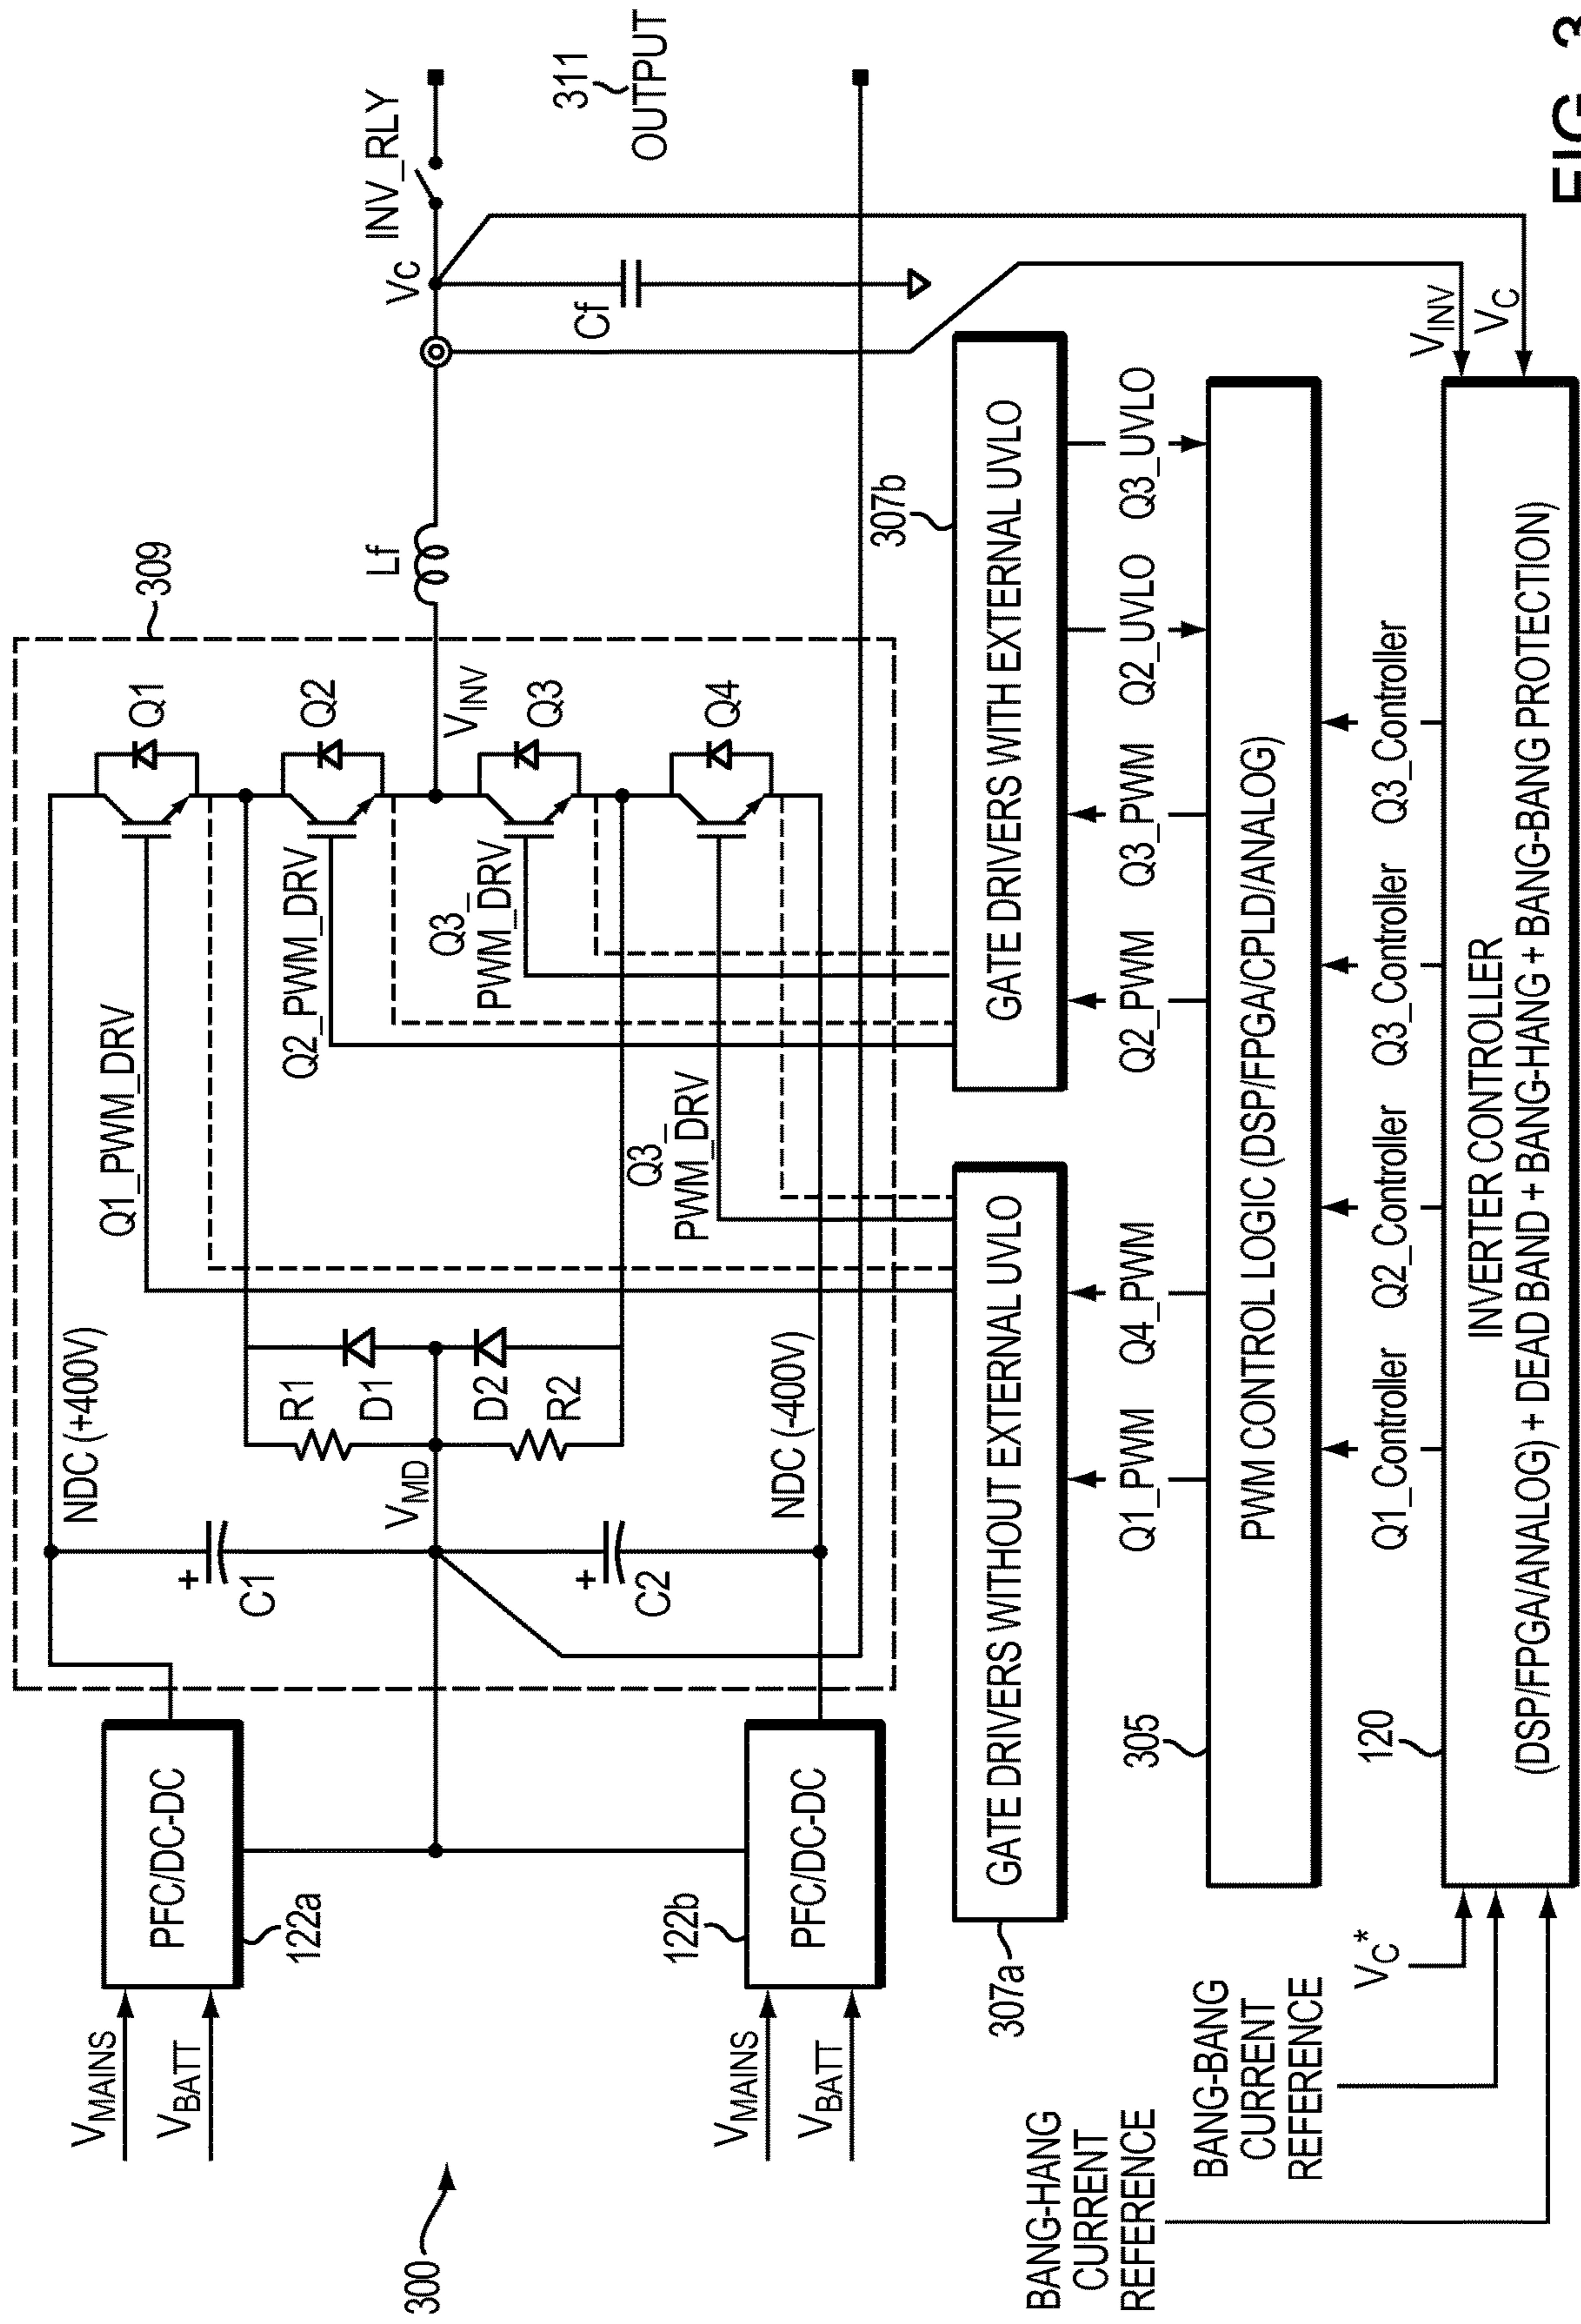 300
V_MAINS
V_BATT
PFC/DC-DC
122a
V_MAINS
V_BATT
PFC/DC-DC
122b
309
NDC (+400V)
+
C1
V_MD
+
C2
NDC (-400V)
R1
D1
D2
R2
Q1_PWM_DRV
Q2_PWM_DRV
Q3_
PWM_DRV
Q3_
PWM_DRV
Q1
Q2
V_INV
Q3
Q4
Lf
Vc
Cf
INV_RLY
311
OUTPUT
307a
GATE DRIVERS WITHOUT EXTERNAL UVLO
307b
GATE DRIVERS WITH EXTERNAL UVLO
Q1_PWM
Q4_PWM
Q2_PWM
Q3_PWM
Q2_UVLO
Q3_UVLO
305
PWM CONTROL LOGIC (DSP/FPGA/CPLD/ANALOG)
Q1_Controller
Q2_Controller
Q3_Controller
Q3_Controller
120
INVERTER CONTROLLER
(DSP/FPGA/ANALOG) + DEAD BAND + BANG-HANG + BANG-BANG PROTECTION)
V_INV
V_C
V_C*
BANG-BANG
CURRENT
REFERENCE
BANG-HANG
CURRENT
REFERENCE
FIG. 3